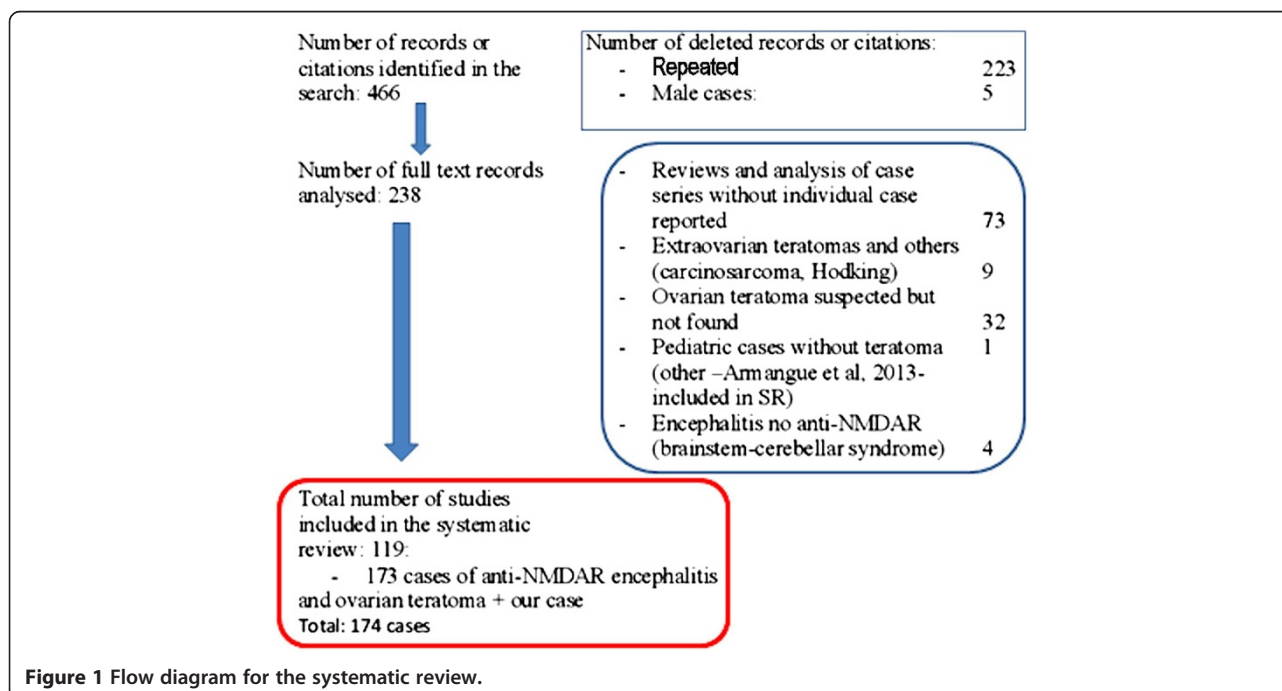 Number of records or
citations identified in the
search: 466
Number of deleted records or citations:
- Repeated 223
- Male cases: 5
Number of full text records
analysed: 238
- Reviews and analysis of case
series without individual case
reported 73
- Extraovarian teratomas and others
(carcinosarcoma, Hodking) 9
- Ovarian teratoma suspected but
not found 32
- Pediatric cases without teratoma 1
(other –Armangue et al, 2013-
included in SR)
- Encephalitis no anti-NMDAR
(brainstem-cerebellar syndrome) 4
Total number of studies
included in the systematic
review: 119:
- 173 cases of anti-NMDAR encephalitis
and ovarian teratoma + our case
Total: 174 cases
Figure 1 Flow diagram for the systematic review.